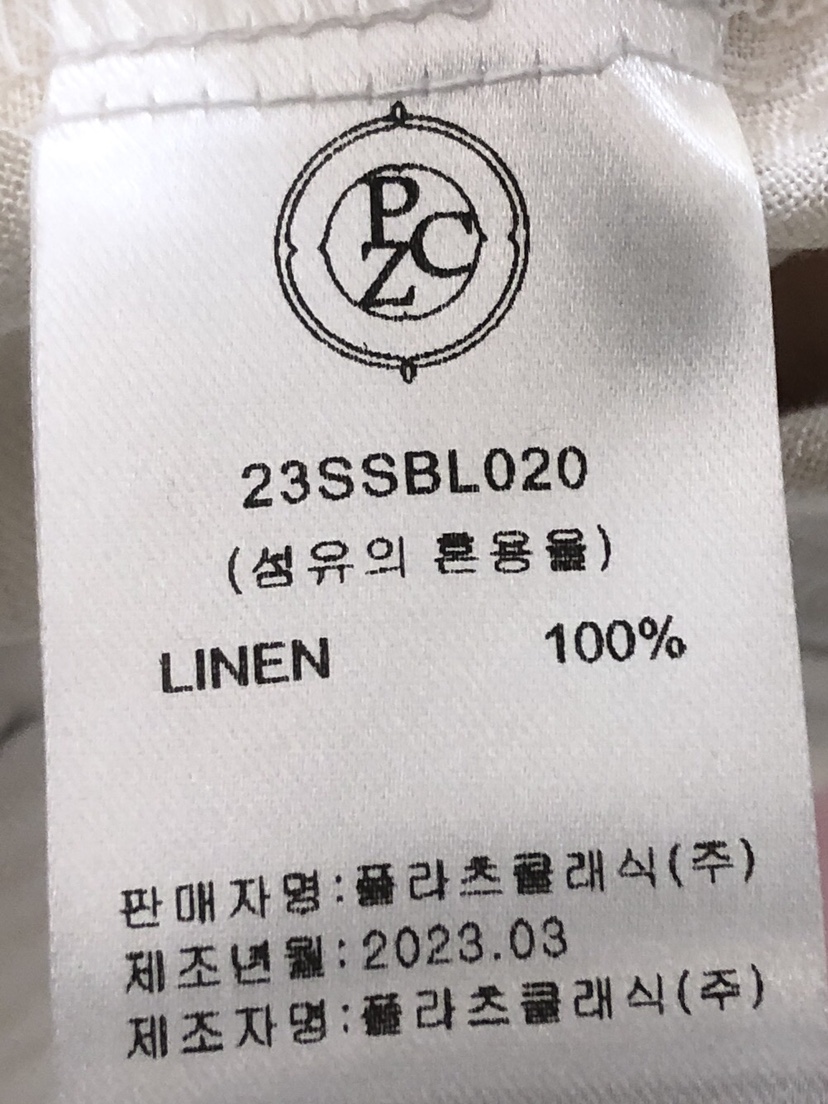 PZC
23SSBL020
(섬유의 혼용율)
LINEN 100%
판매자명:플라츠클래식(주)
제조년월:2023.03
제조자명:플라츠클래식(주)